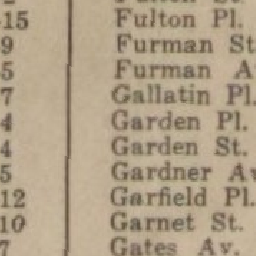 15 Fulton Pl.
9 Furman St
5 Furman A
7 Gallatin Pl.
4 Garden Pl.
4 Garden St.
5 Gardner Av
12 Garfield Pl.
10 Garnet St.
7 Gates Av.